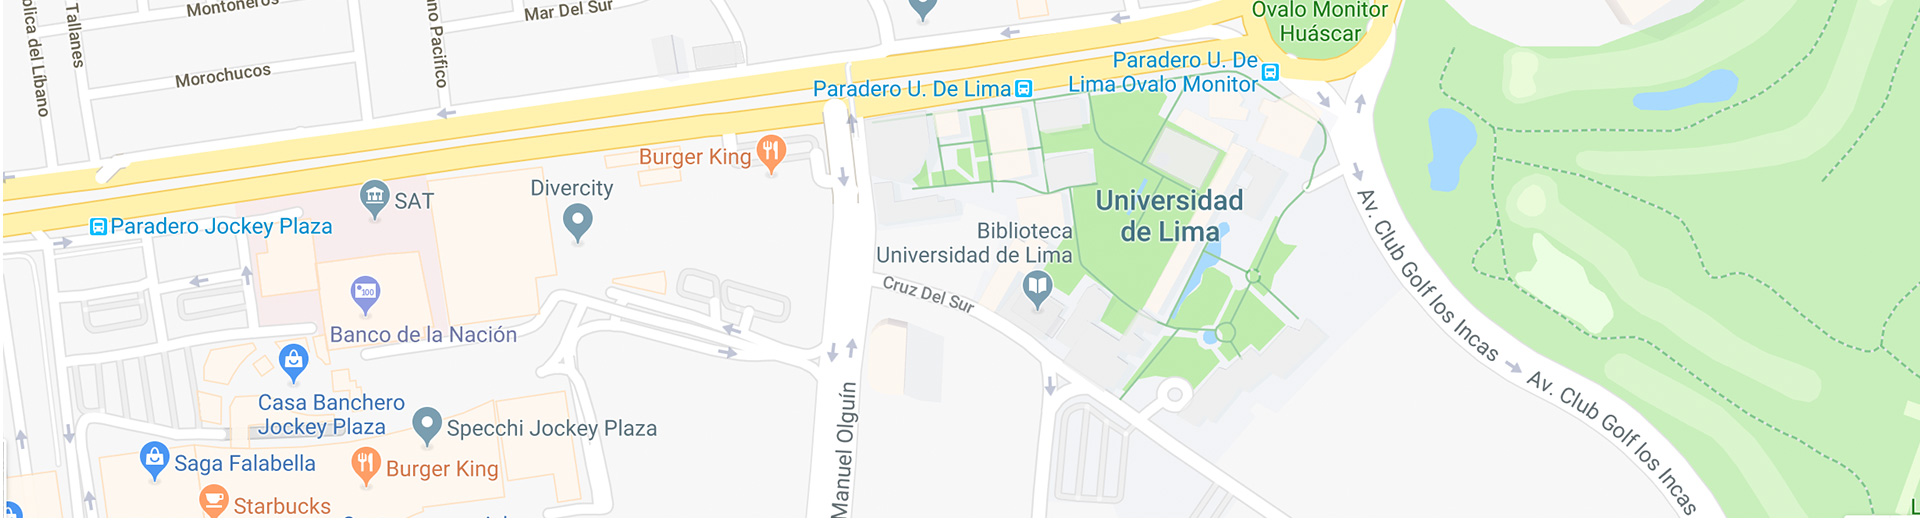 Montoneros
Mar Del Sur
Tallanes
Morochucos
Ovalo Monitor
Huáscar
Paradero U. De Lima
Paradero U. De
Lima Ovalo Monitor
Burger King
Divercity
SAT
Paradero Jockey Plaza
Universidad
de Lima
Biblioteca
Universidad de Lima
Cruz Del Sur
Av. Club Golf los Incas
Banco de la Nación
Casa Banchero
Jockey Plaza
Specchi Jockey Plaza
Saga Falabella
Burger King
Starbucks
Manuel Olguín
Av. Club Golf los Incas